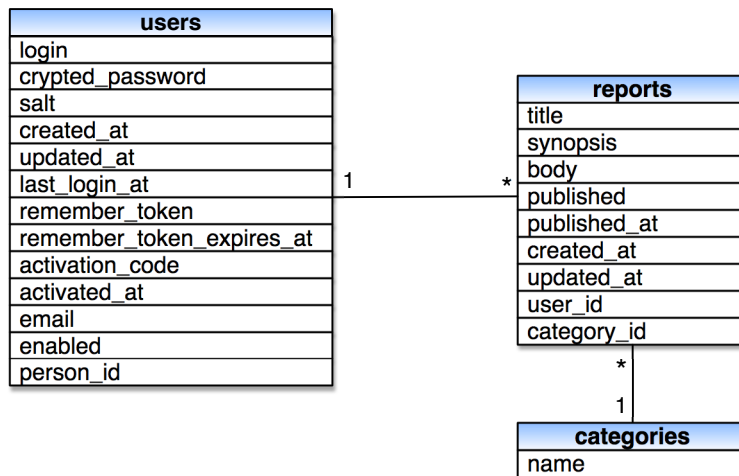 users
login
crypted_password
salt
created_at
updated_at
last_login_at
remember_token
remember_token_expires_at
activation_code
activated_at
email
enabled
person_id
1
*
reports
title
synopsis
body
published
published_at
created_at
updated_at
user_id
category_id
*
1
categories
name